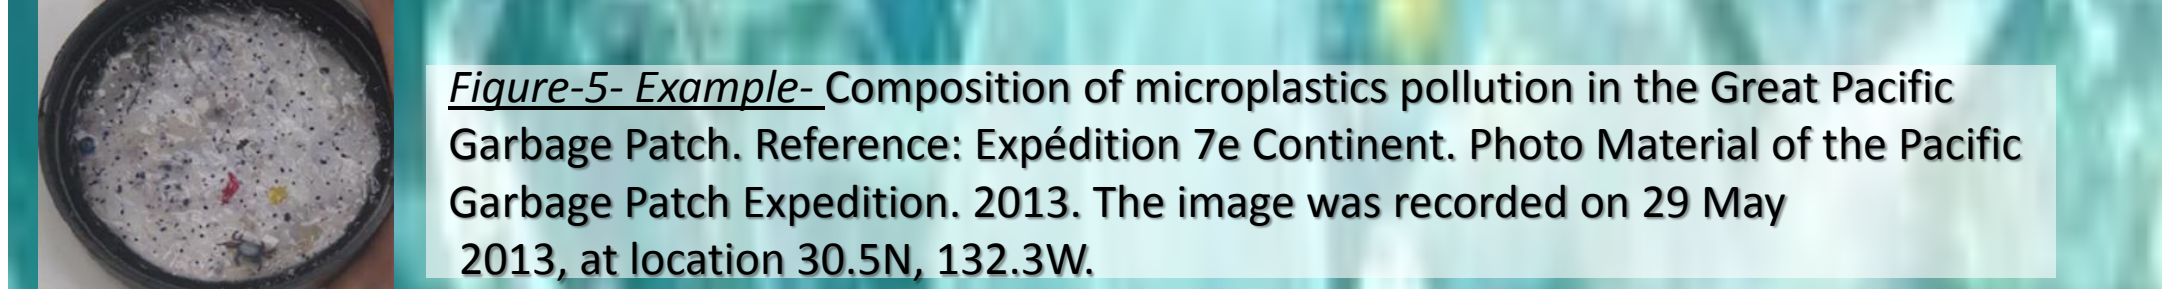 Figure-5- Example- Composition of microplastics pollution in the Great Pacific
Garbage Patch. Reference: Expédition 7e Continent. Photo Material of the Pacific
Garbage Patch Expedition. 2013. The image was recorded on 29 May
2013, at location 30.5N, 132.3W.